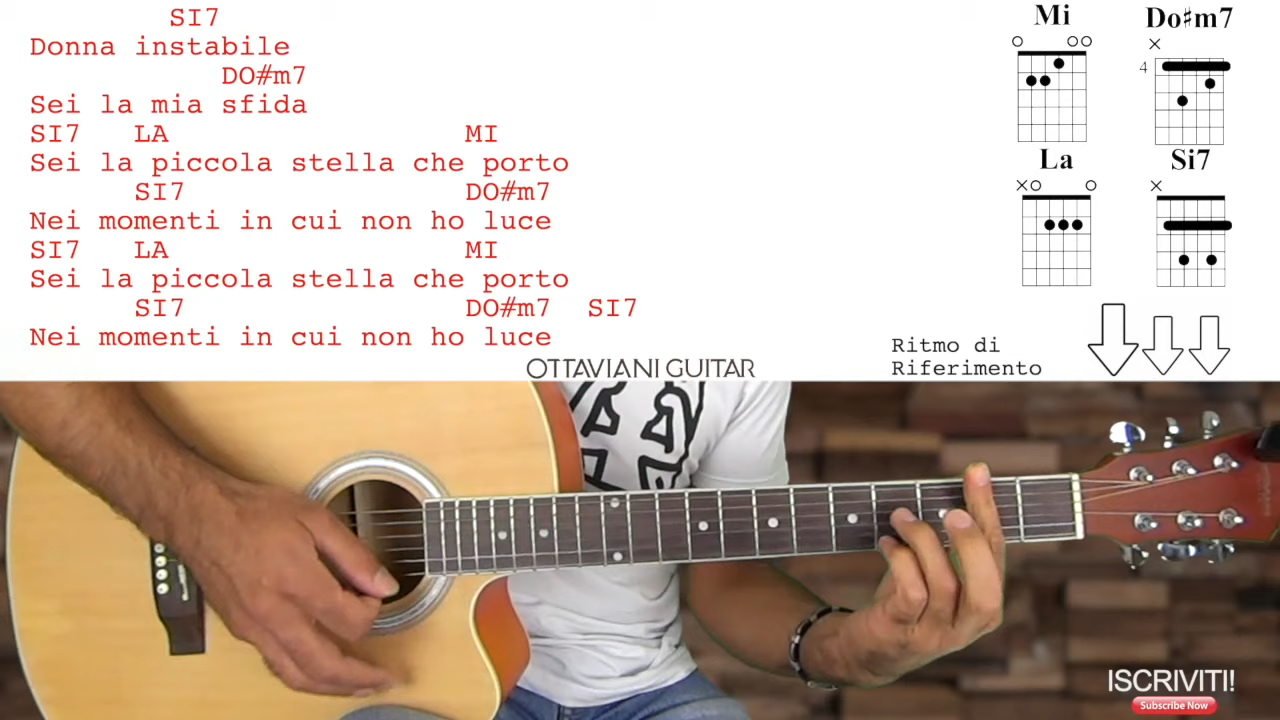 SI7
Donna instabile
DO#m7
Sei la mia sfida
SI7 LA MI
Sei la piccola stella che porto
SI7 DO#m7
Nei momenti in cui non ho luce
SI7 LA MI
Sei la piccola stella che porto
SI7 DO#m7 SI7
Nei momenti in cui non ho luce
Mi Do♯m7
4
La Si7
Ritmo di
Riferimento
OTTAVIANI GUITAR
ISCRIVITI!
Subscribe Now